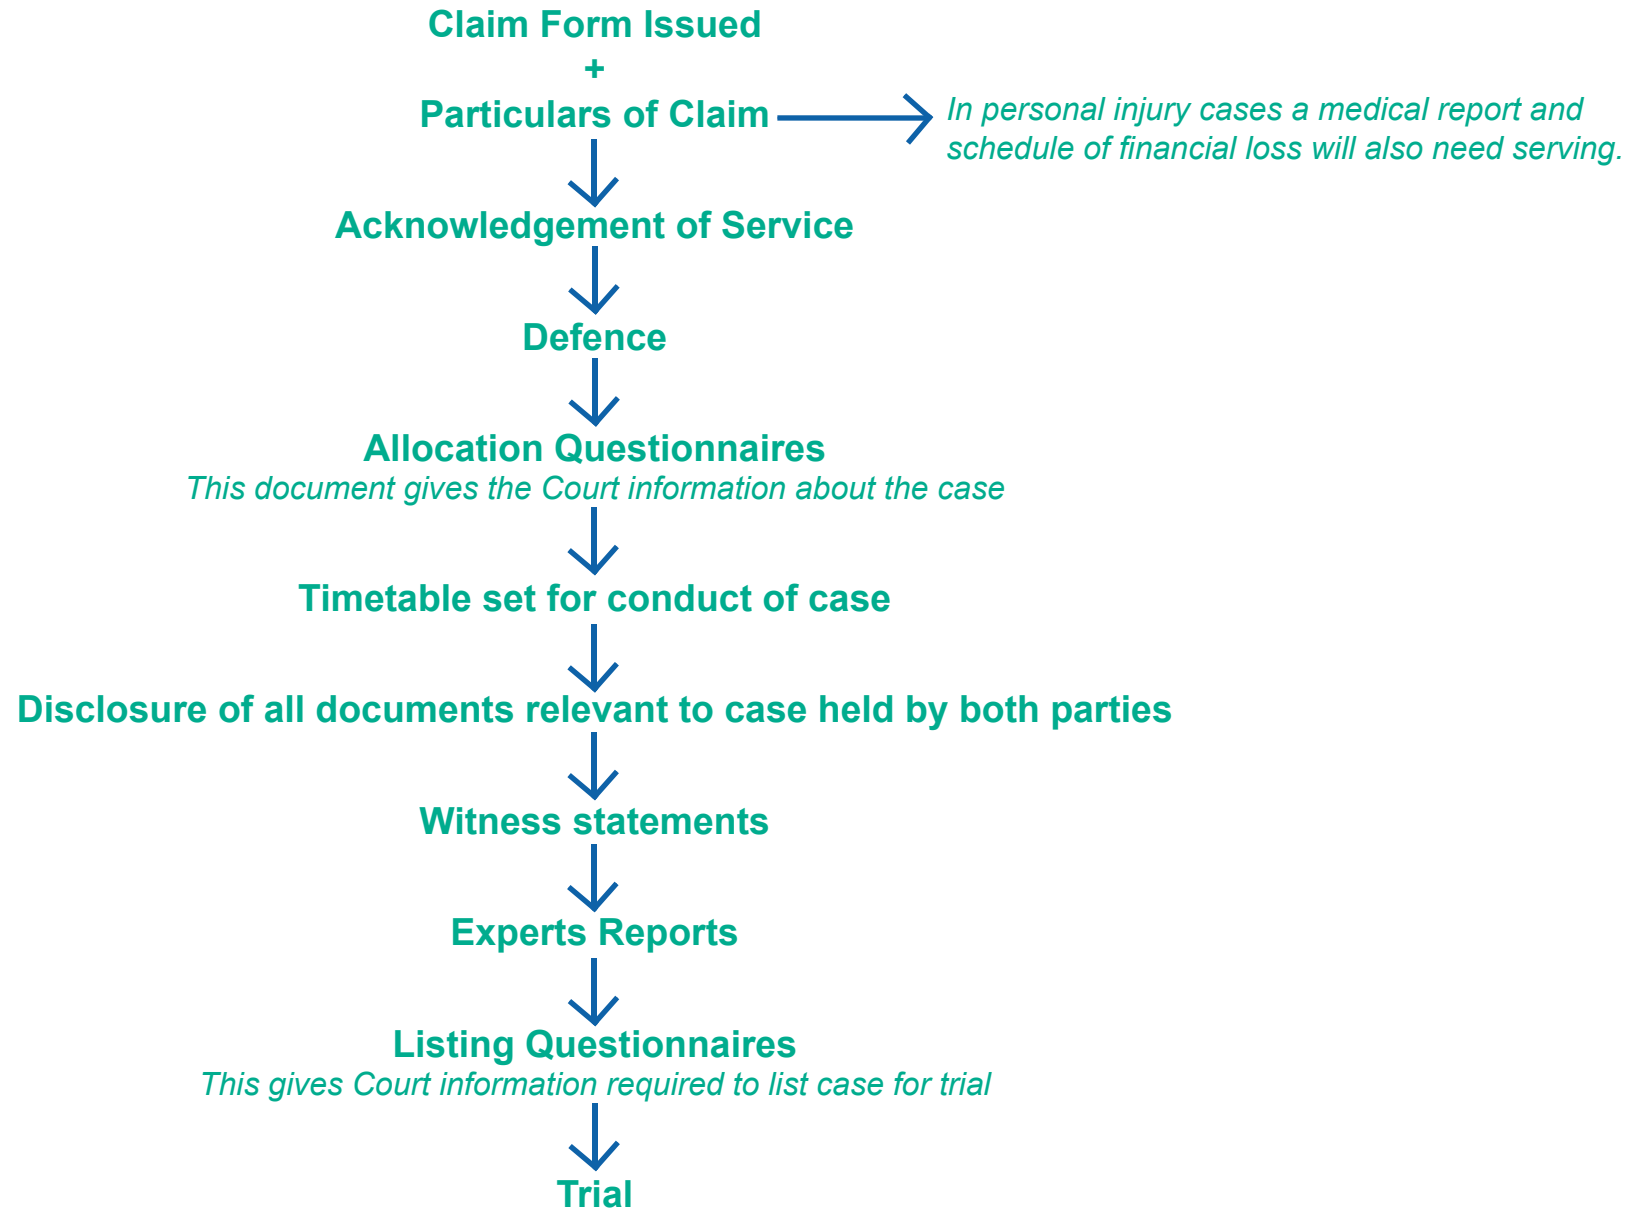 Claim Form Issued
+
Particulars of Claim
In personal injury cases a medical report and
schedule of financial loss will also need serving.
Acknowledgement of Service
Defence
Allocation Questionnaires
This document gives the Court information about the case
Timetable set for conduct of case
Disclosure of all documents relevant to case held by both parties
Witness statements
Experts Reports
Listing Questionnaires
This gives Court information required to list case for trial
Trial